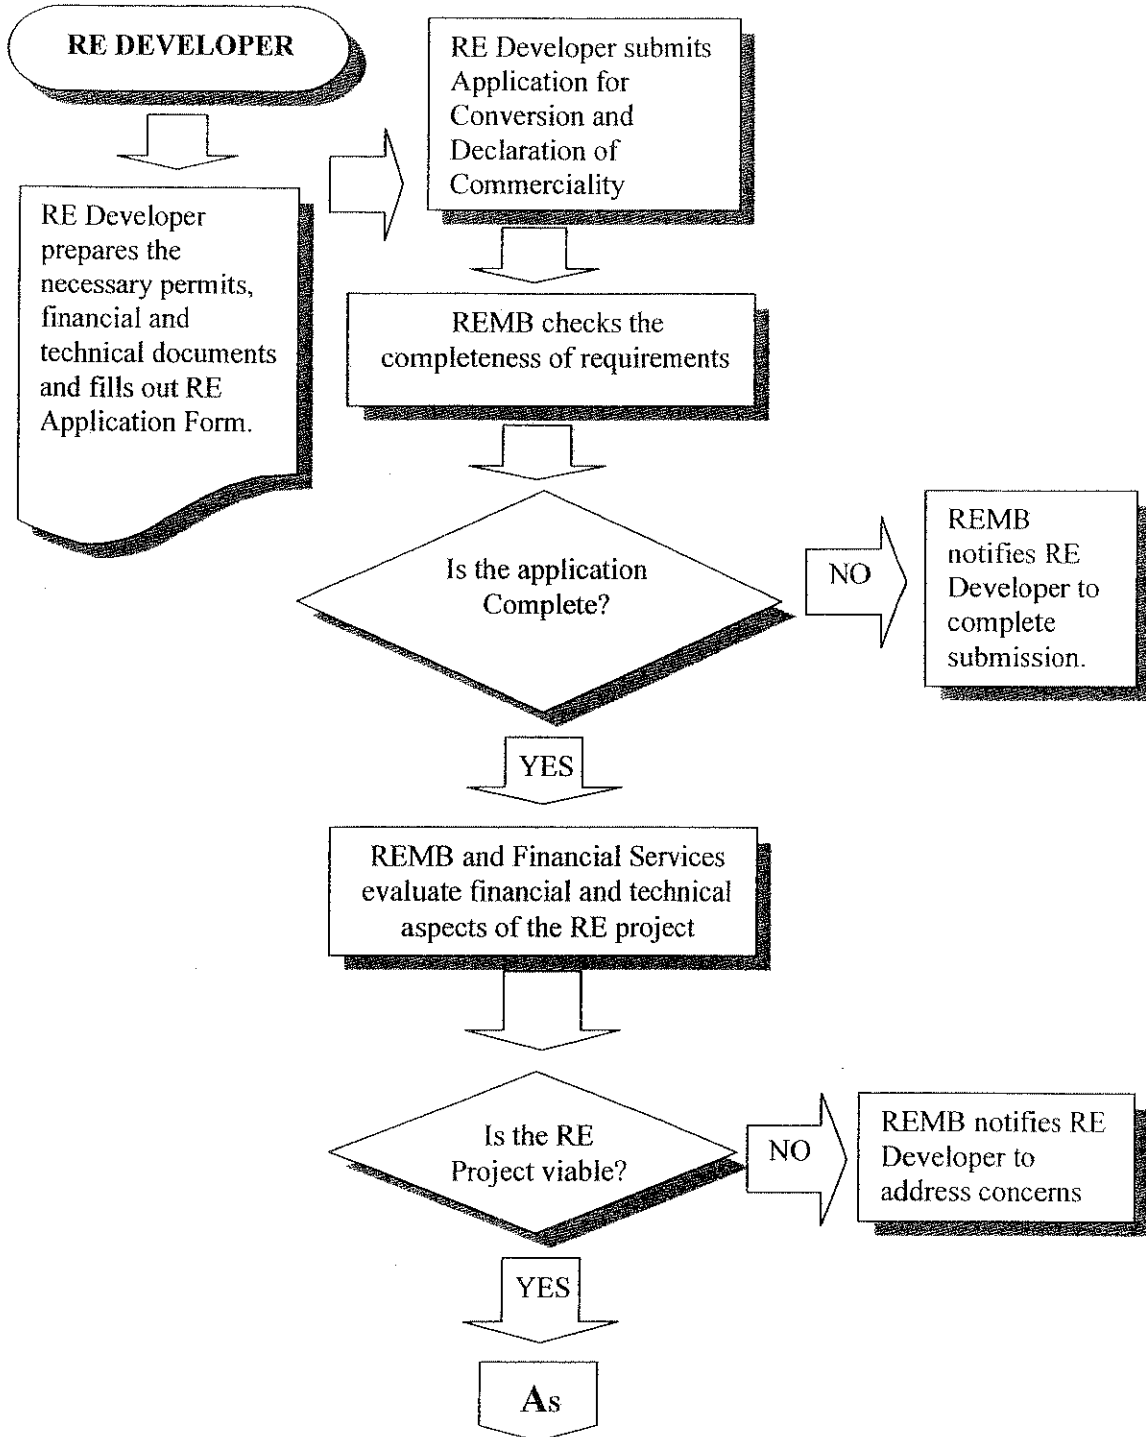 RE DEVELOPER
RE Developer
prepares the
necessary permits,
financial and
technical documents
and fills out RE
Application Form.
RE Developer submits
Application for
Conversion and
Declaration of
Commerciality
REMB checks the
completeness of requirements
Is the application
Complete?
NO
REMB
notifies RE
Developer to
complete
submission.
YES
REMB and Financial Services
evaluate financial and technical
aspects of the RE project
Is the RE
Project viable?
NO
REMB notifies RE
Developer to
address concerns
YES
As